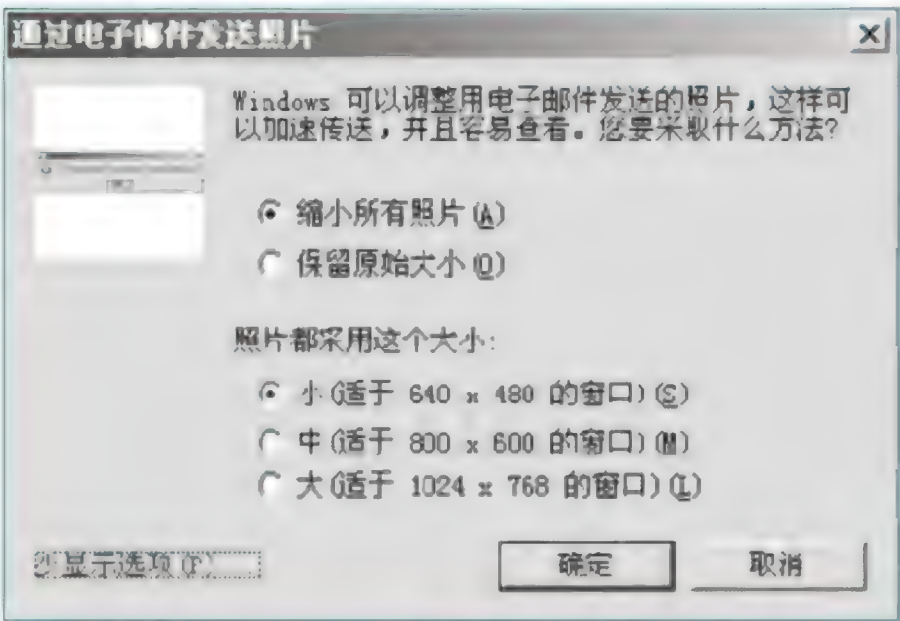 通过电子邮件发送照片
Windows 可以调整用电子邮件发送的照片，这样可
以加速传送，并且容易查看。您要采取什么方法?
缩小所有照片(A)
保留原始大小(O)
照片都采用这个大小:
小(适于 640 x 480 的窗口)(S)
中(适于 800 x 600 的窗口)(M)
大(适于 1024 x 768 的窗口)(L)
少显示选项(F)
确定
取消